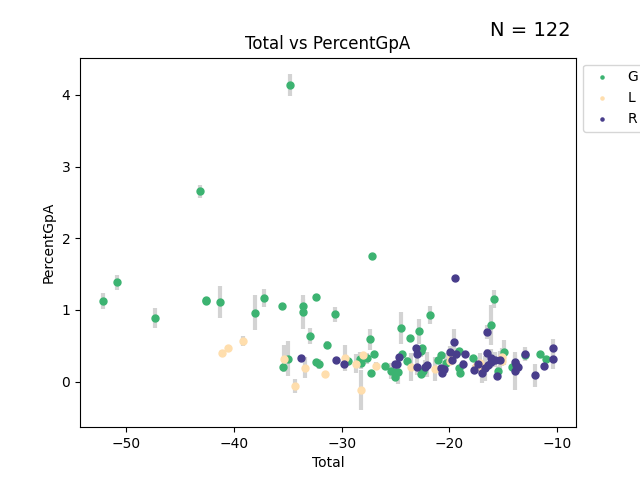 N = 122
Total vs PercentGpA
G
L
R
PercentGpA
4
3
2
1
0
−50
−40
−30
−20
−10
Total